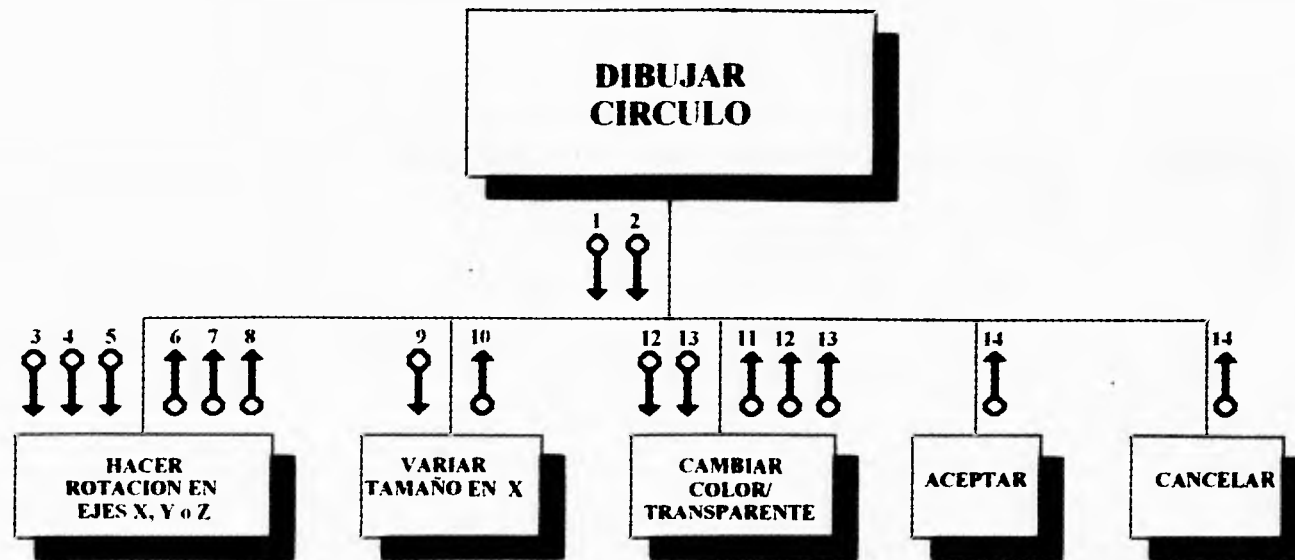 DIBUJAR
CIRCULO
1 2
3 4 5 6 7 8 9 10 12 13 11 12 13 14 14
HACER
ROTACION EN
EJES X, Y o Z
VARIAR
TAMAÑO EN X
CAMBIAR
COLOR/
TRANSPARENTE
ACEPTAR
CANCELAR